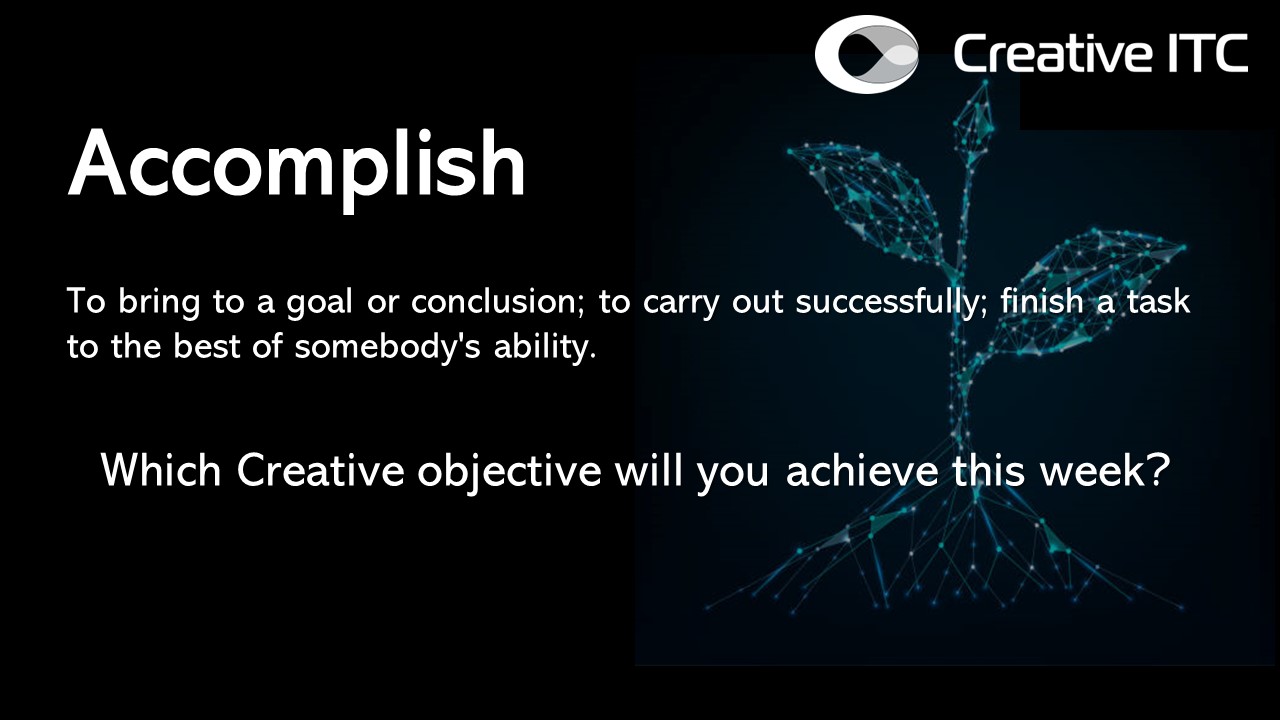 Creative ITC
Accomplish
To bring to a goal or conclusion; to carry out successfully; finish a task
to the best of somebody's ability.
Which Creative objective will you achieve this week?